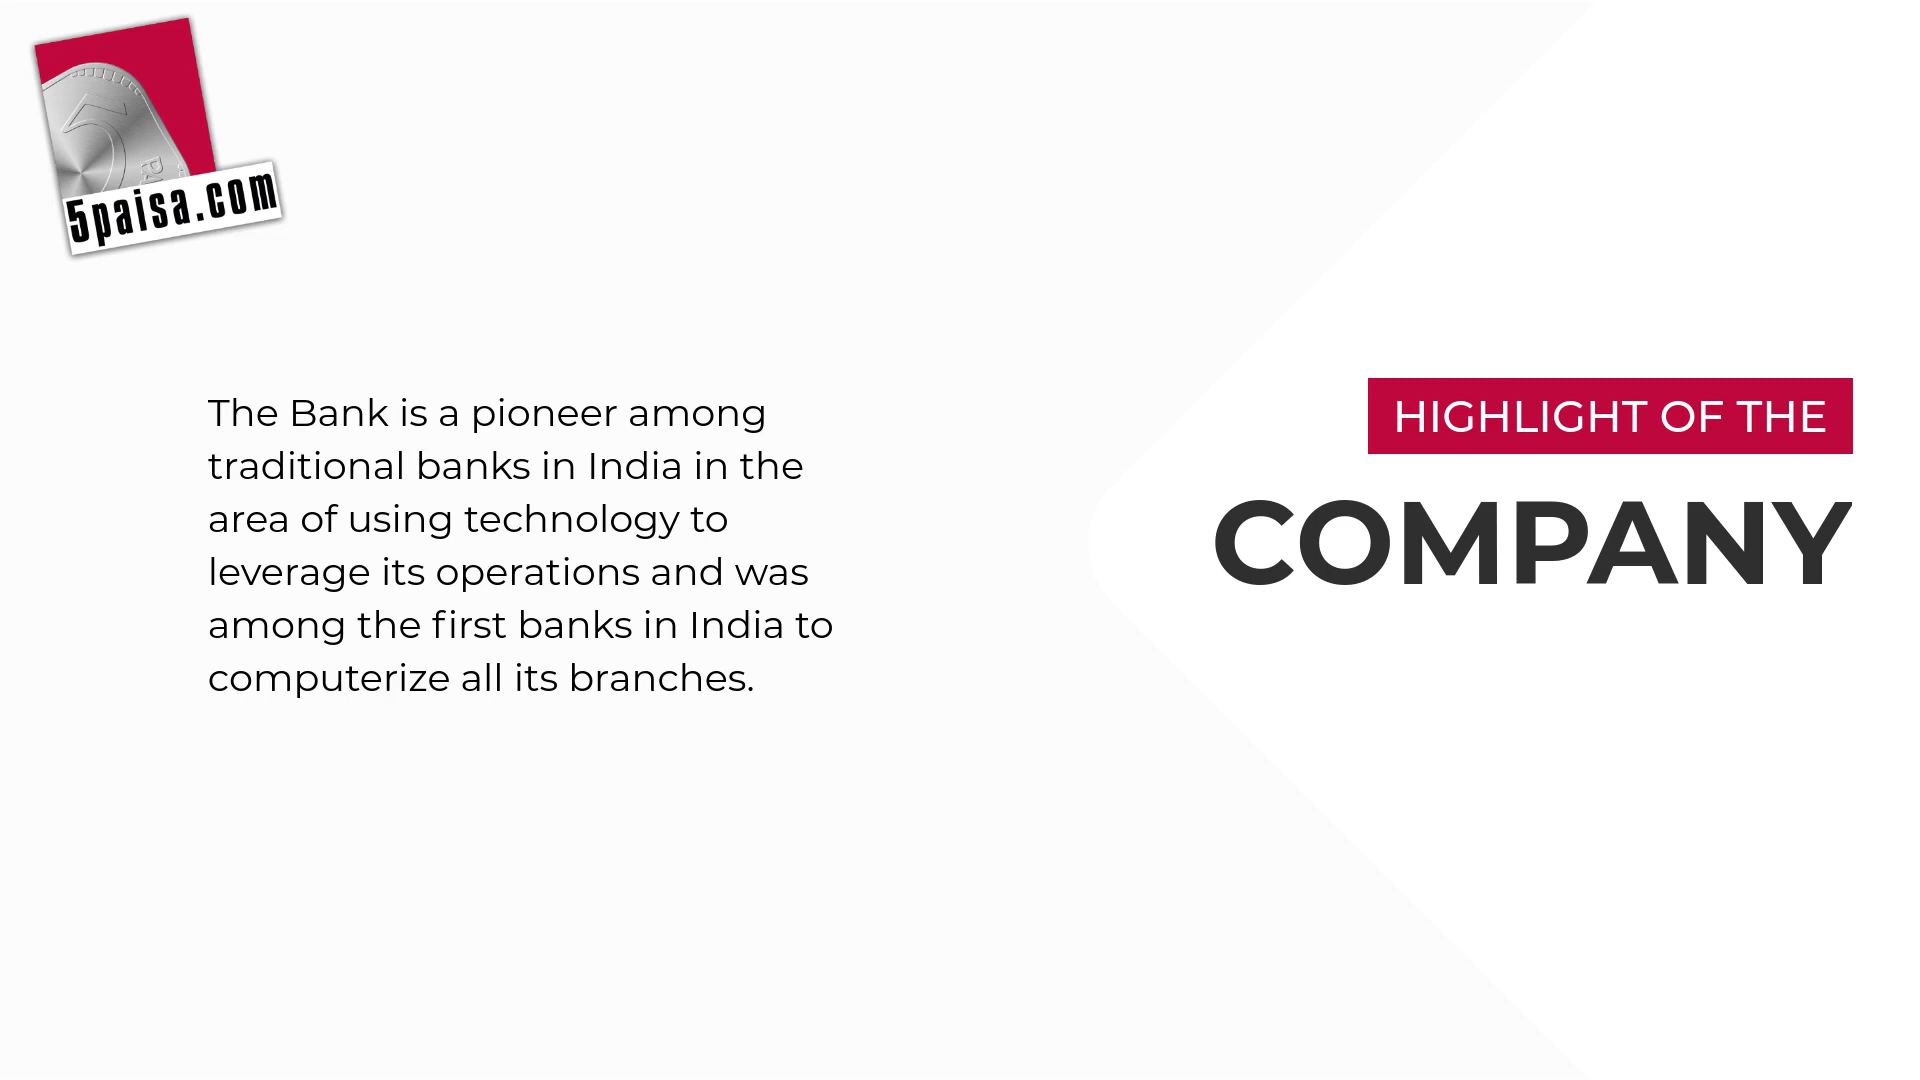 5paisa.com
The Bank is a pioneer among
traditional banks in India in the
area of using technology to
leverage its operations and was
among the first banks in India to
computerize all its branches.
HIGHLIGHT OF THE
COMPANY